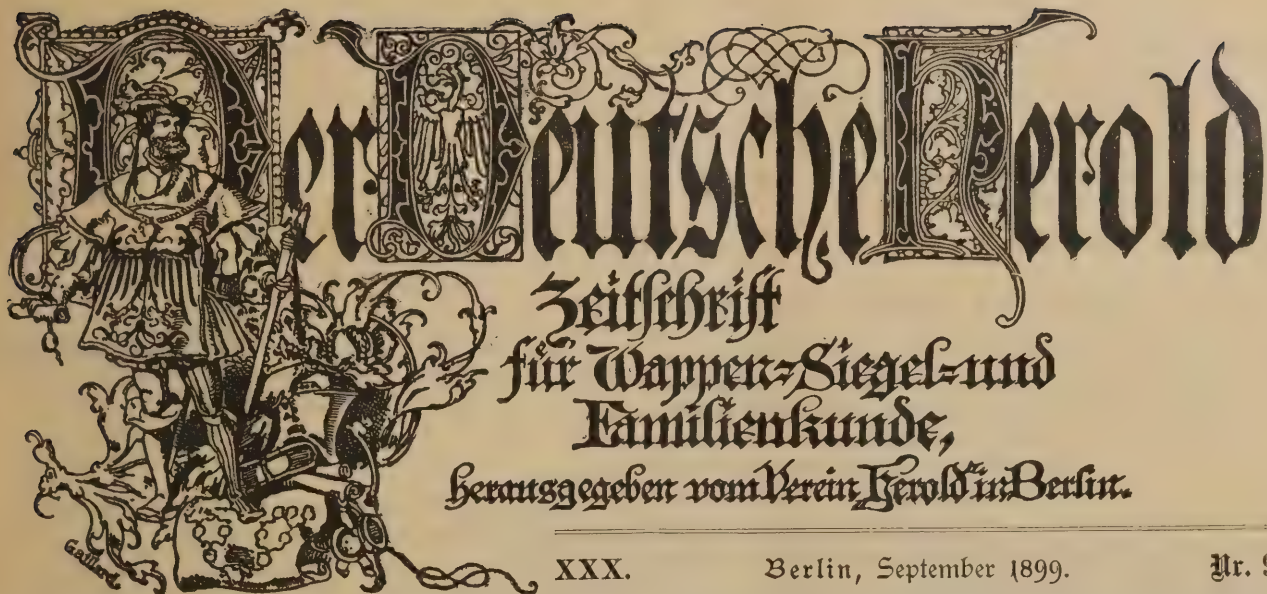 Der Deutsche Herold
Zeitschrift
für Wappen-Siegel- und
Familienkunde,
herausgegeben vom Verein Herold in Berlin.
XXX. Berlin, September 1899. Nr. 9